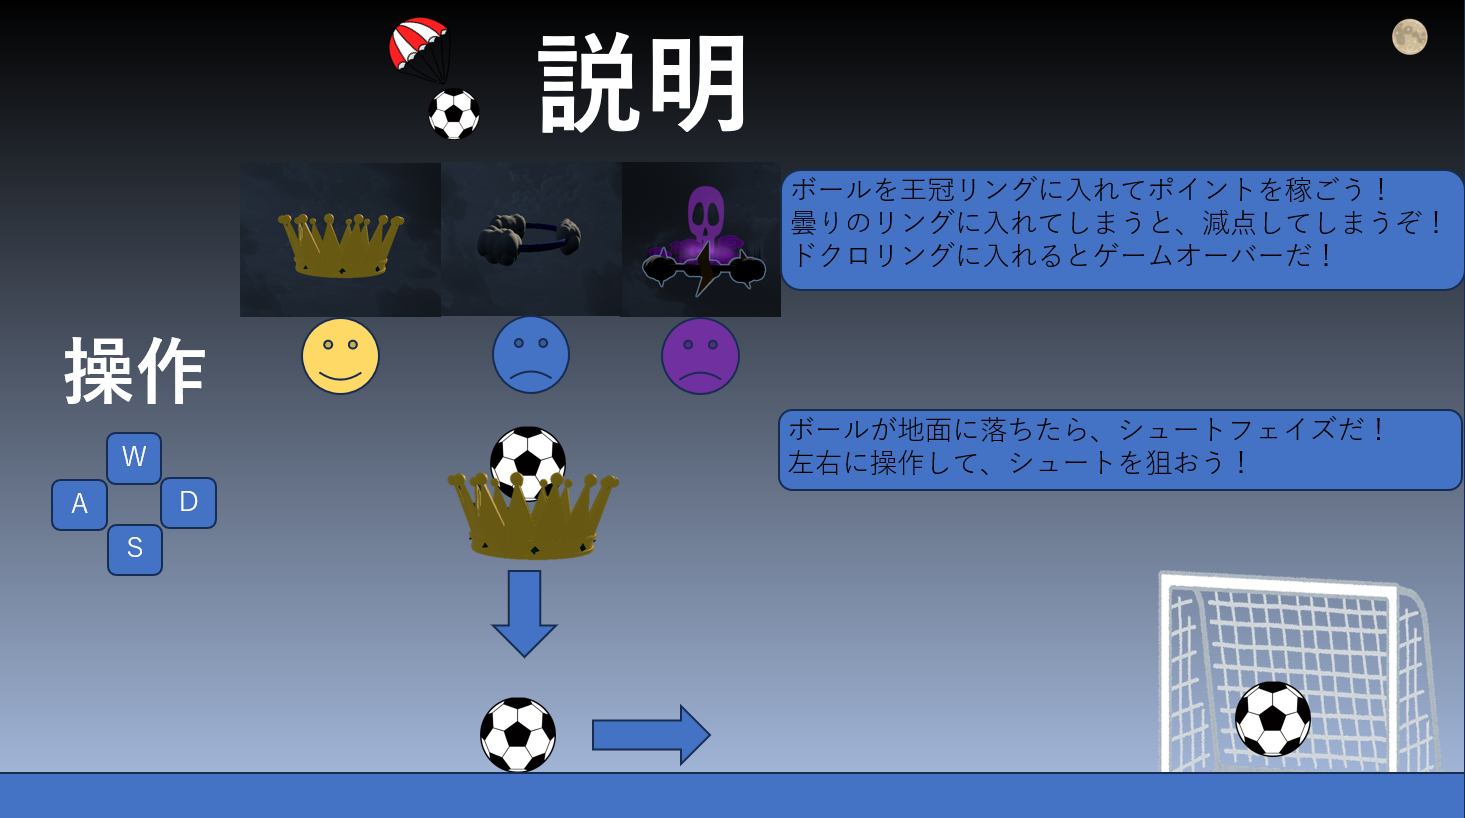 説明
ボールを王冠リングに入れてポイントを稼ごう！
曇りのリングに入れてしまうと、減点してしまうぞ！
ドクロリングに入れるとゲームオーバーだ！
操作
W
A
D
S
ボールが地面に落ちたら、シュートフェイズだ！
左右に操作して、シュートを狙おう！